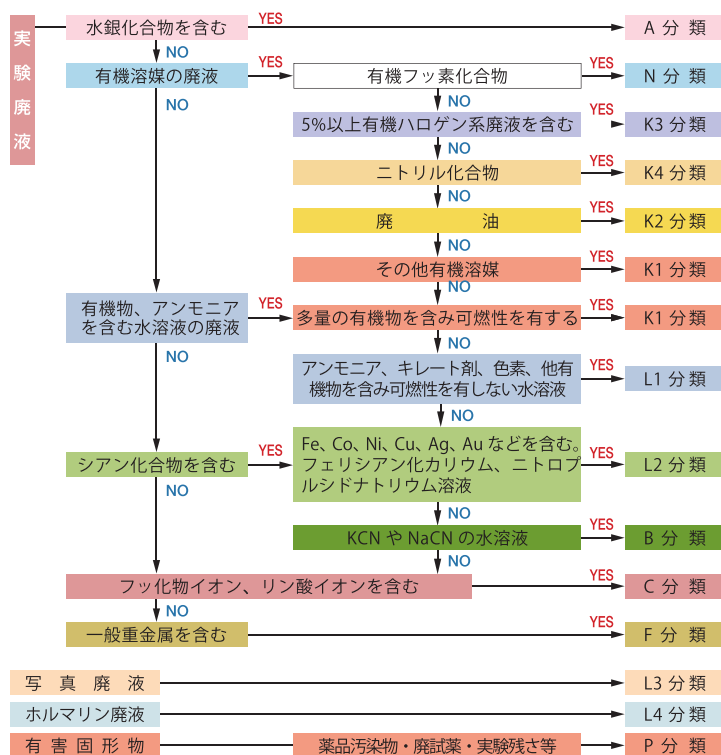 実験廃液
水銀化合物を含む YES A 分類
NO
有機溶媒の廃液 YES 有機フッ素化合物 YES N 分類
NO NO
5%以上有機ハロゲン系廃液を含む YES K3 分類
NO
ニトリル化合物 YES K4 分類
NO
廃 油 YES K2 分類
NO
その他有機溶媒 YES K1 分類
NO
有機物、アンモニア
を含む水溶液の廃液 YES 多量の有機物を含み可燃性を有する YES K1 分類
NO NO
アンモニア、キレート剤、色素、他有
機物を含み可燃性を有しない水溶液 YES L1 分類
NO
シアン化合物を含む YES Fe、Co、Ni、Cu、Ag、Au などを含む。
フェリシアン化カリウム、ニトロプ
ルシドナトリウム溶液 YES L2 分類
NO NO
KCN や NaCN の水溶液 YES B 分類
NO
フッ化物イオン、リン酸イオンを含む YES C 分類
NO
一般重金属を含む YES F 分類
写 真 廃 液 L3 分類
ホルマリン廃液 L4 分類
有 害 固 形 物 薬品汚染物・廃試薬・実験残さ等 P 分類